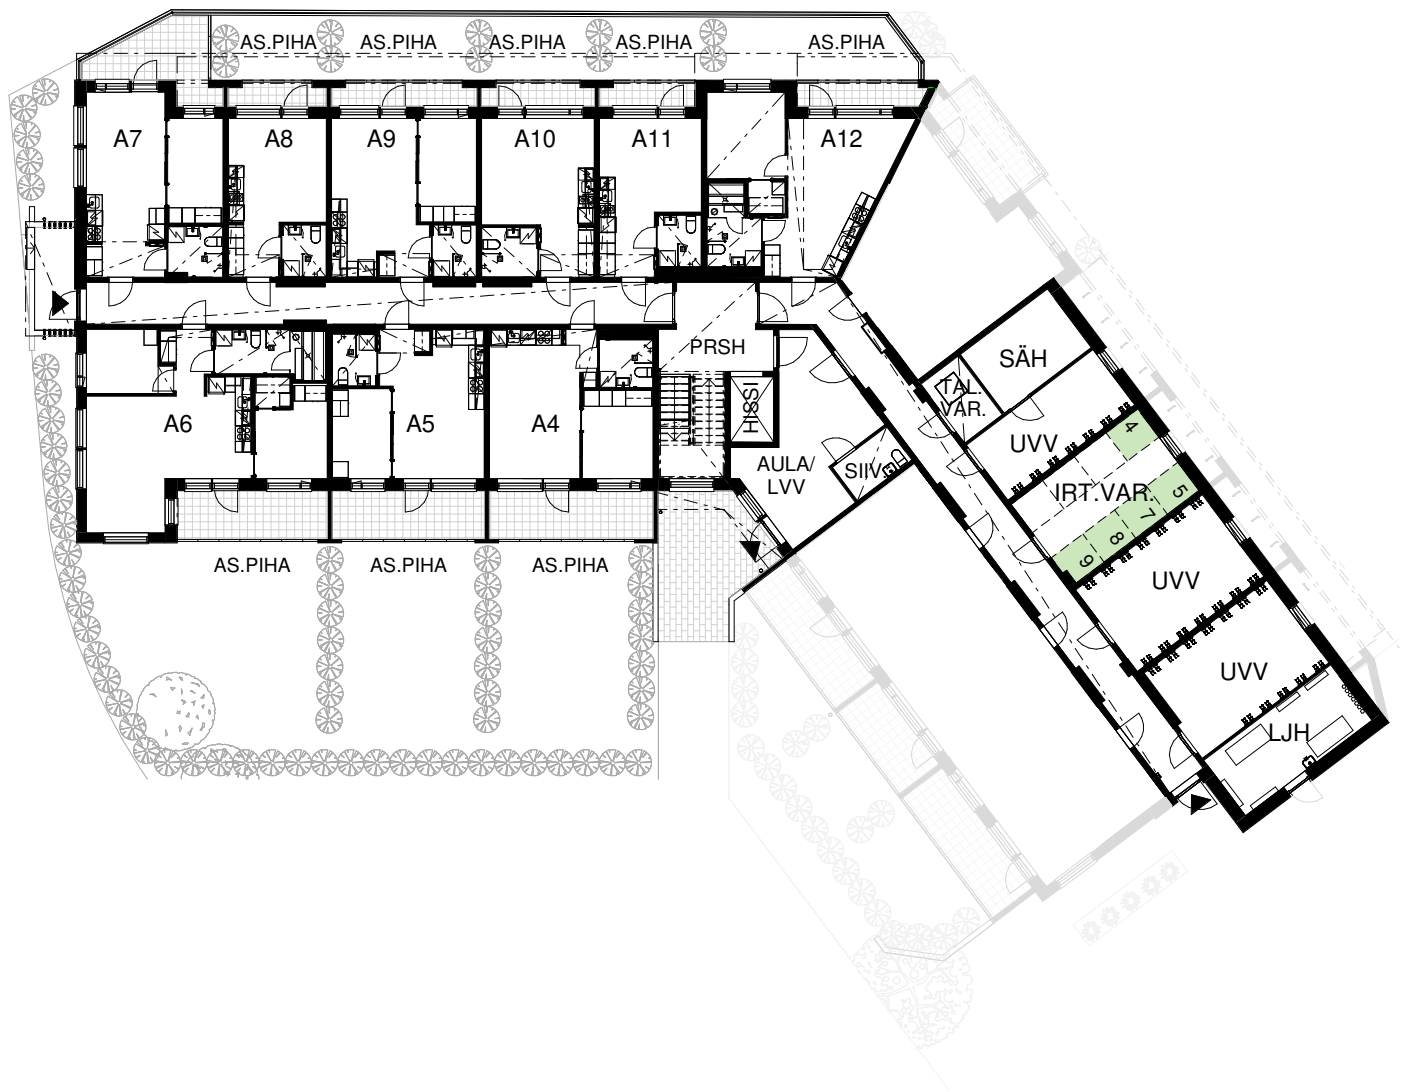 AS.PIHA AS.PIHA AS.PIHA AS.PIHA AS.PIHA
A7 A8 A9 A10 A11 A12
PRSH
HISSI
SÄH
TAL.
VAR.
A6 A5 A4
UVV
4
AULA/
LVV
SIIV.
IRT.VAR.
5
7
8
9
AS.PIHA AS.PIHA AS.PIHA
UVV
UVV
LJH